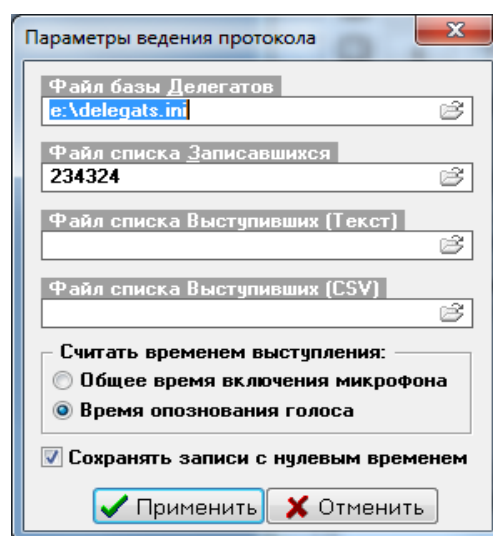 Параметры ведения протокола
Файл базы Делегатов
e:\delegats.ini
Файл списка Записавшихся
234324
Файл списка Выступивших (Текст)
Файл списка Выступивших (CSV)
Считать временем выступления:
Общее время включения микрофона
Время опознования голоса
Сохранять записи с нулевым временем
Применить Отменить